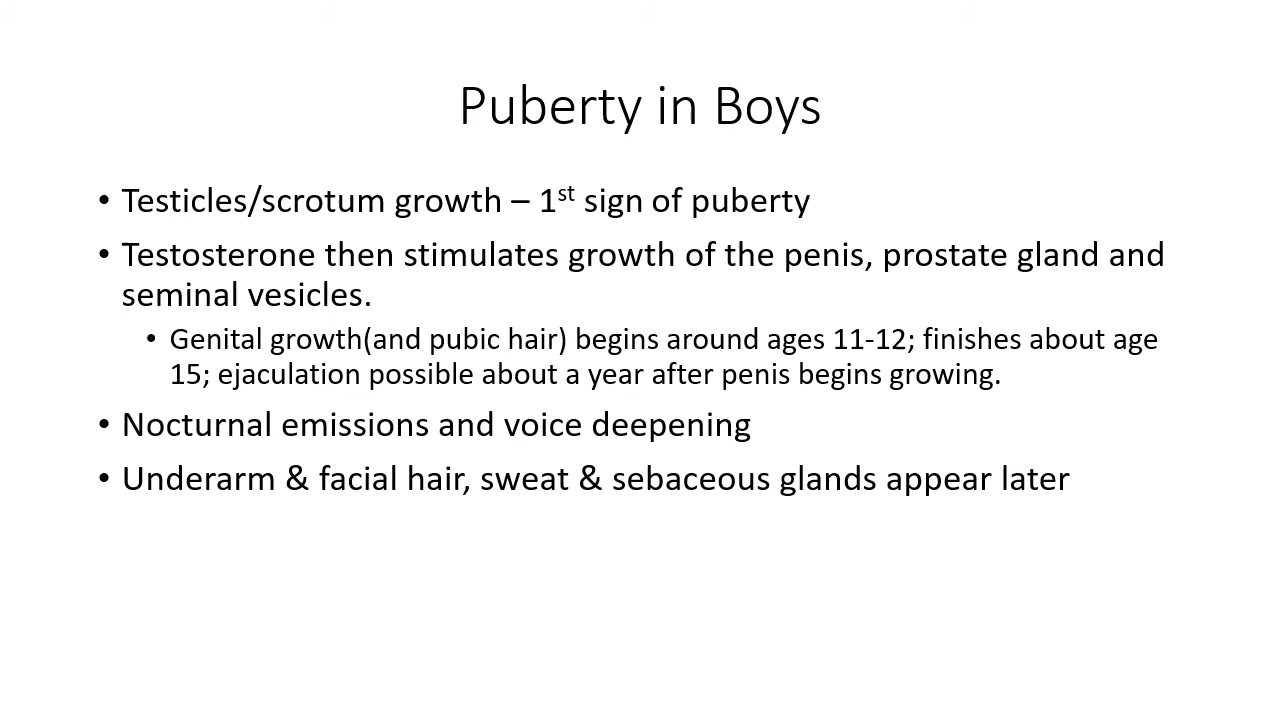 Puberty in Boys
• Testicles/scrotum growth – 1st sign of puberty
• Testosterone then stimulates growth of the penis, prostate gland and
seminal vesicles.
• Genital growth(and pubic hair) begins around ages 11-12; finishes about age
15; ejaculation possible about a year after penis begins growing.
• Nocturnal emissions and voice deepening
• Underarm & facial hair, sweat & sebaceous glands appear later